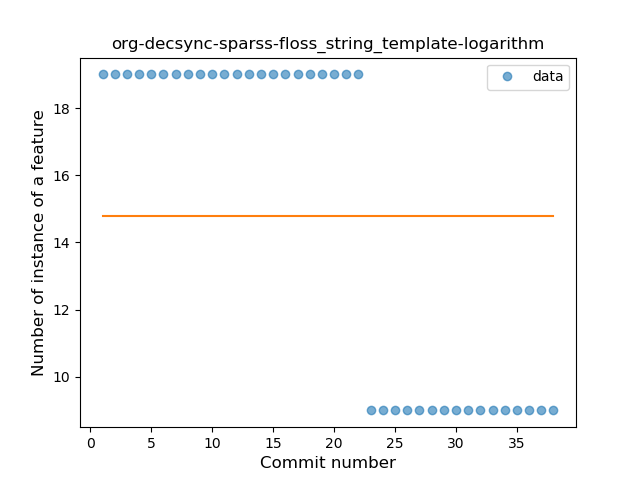 org-decsync-sparss-floss_string_template-logarithm
data
Number of instance of a feature
18
16
14
12
10
0 5 10 15 20 25 30 35
Commit number